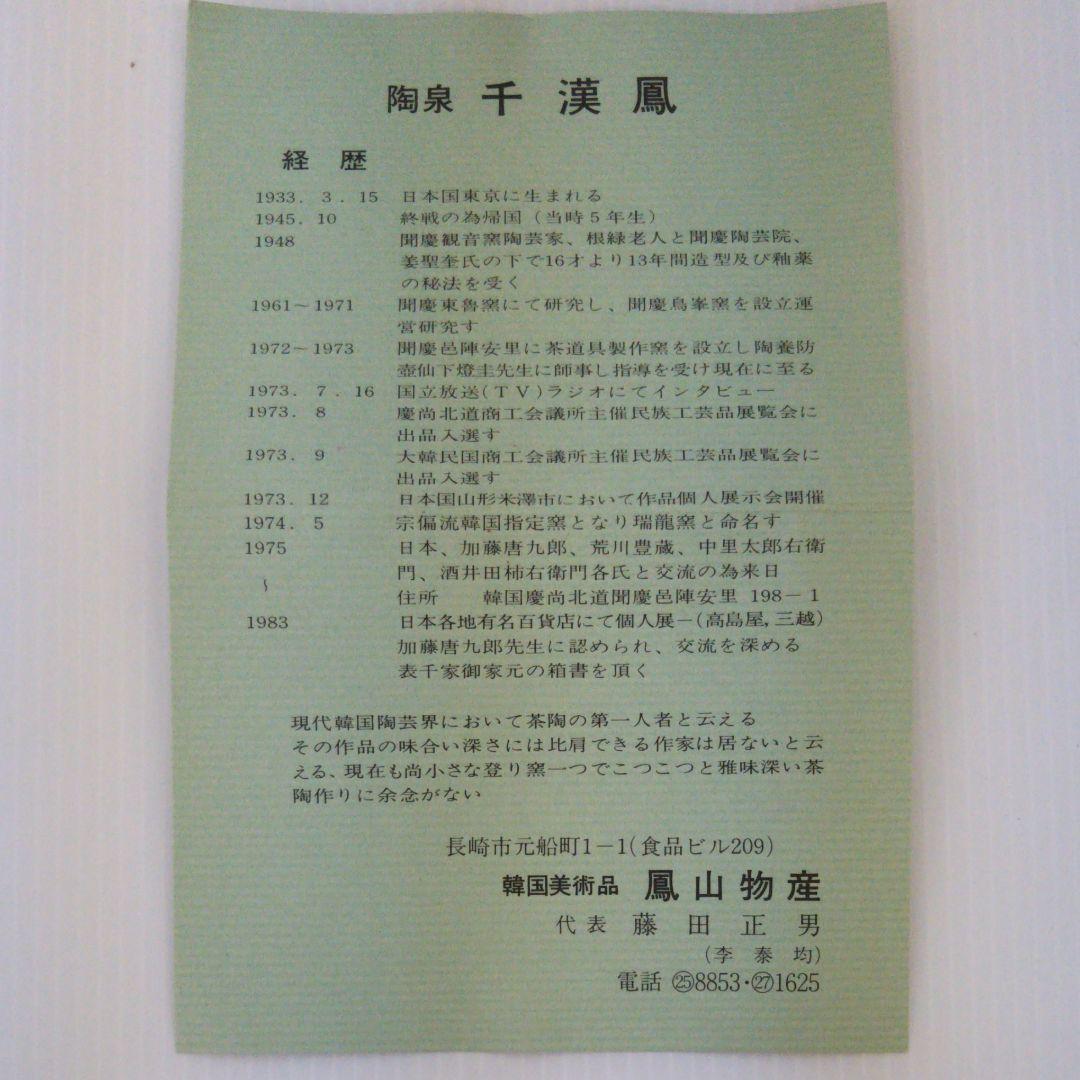 陶泉 千漢鳳
経歴
1933. 3. 15 日本国東京に生まれる
1945. 10 終戦の為帰国（当時5年生）
1948 聞慶観音窯陶芸家、根緑老人と聞慶陶芸院、
姜聖奎氏の下で16才より13年間造型及び釉薬
の秘法を受く
1961～1971 聞慶東魯窯にて研究し、聞慶鳥峯窯を設立運
営研究す
1972～1973 聞慶邑陣安里に茶道具製作窯を設立し陶養防
壺仙下燈圭先生に師事し指導を受け現在に至る
1973. 7. 16 国立放送(TV)ラジオにてインタビュー
1973. 8 慶尚北道商工会議所主催民族工芸品展覧会に
出品入選す
1973. 9 大韓民国商工会議所主催民族工芸品展覧会に
出品入選す
1973. 12 日本国山形米澤市において作品個人展示会開催
1974. 5 宗偏流韓国指定窯となり瑞龍窯と命名す
1975 日本、加藤唐九郎、荒川豊蔵、中里太郎右衛
門、酒井田柿右衛門各氏と交流の為来日
～ 住所 韓国慶尚北道聞慶邑陣安里 198－1
1983 日本各地有名百貨店にて個人展－(高島屋,三越)
加藤唐九郎先生に認められ、交流を深める
表千家御家元の箱書を頂く
現代韓国陶芸界において茶陶の第一人者と云える
その作品の味合い深さには比肩できる作家は居ないと云
える、現在も尚小さな登り窯一つでこつこつと雅味深い茶
陶作りに余念がない
長崎市元船町1－1(食品ビル209)
韓国美術品 鳳山物産
代表 藤田正男
(李泰均)
電話 ㉕8853・㉗1625